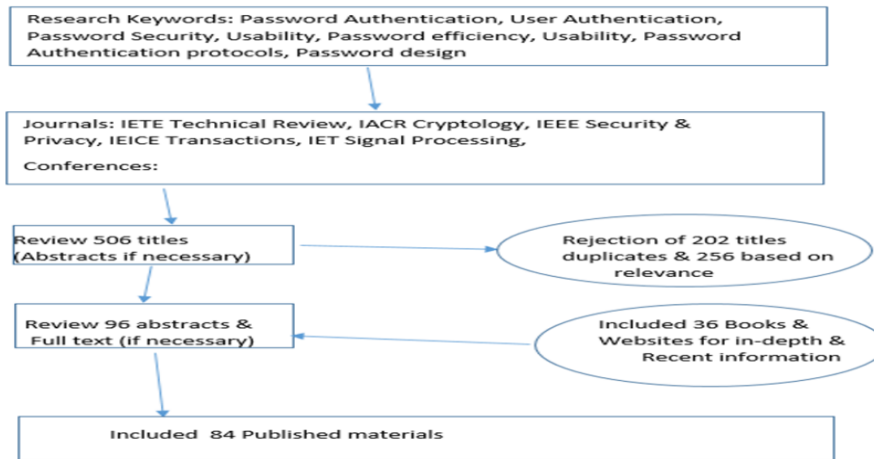 Research Keywords: Password Authentication, User Authentication,
Password Security, Usability, Password efficiency, Usability, Password
Authentication protocols, Password design
Journals: IETE Technical Review, IACR Cryptology, IEEE Security &
Privacy, IEICE Transactions, IET Signal Processing,
Conferences:
Review 506 titles
(Abstracts if necessary)
Rejection of 202 titles
duplicates & 256 based on
relevance
Review 96 abstracts &
Full text (if necessary)
Included 36 Books &
Websites for in-depth &
Recent information
Included 84 Published materials